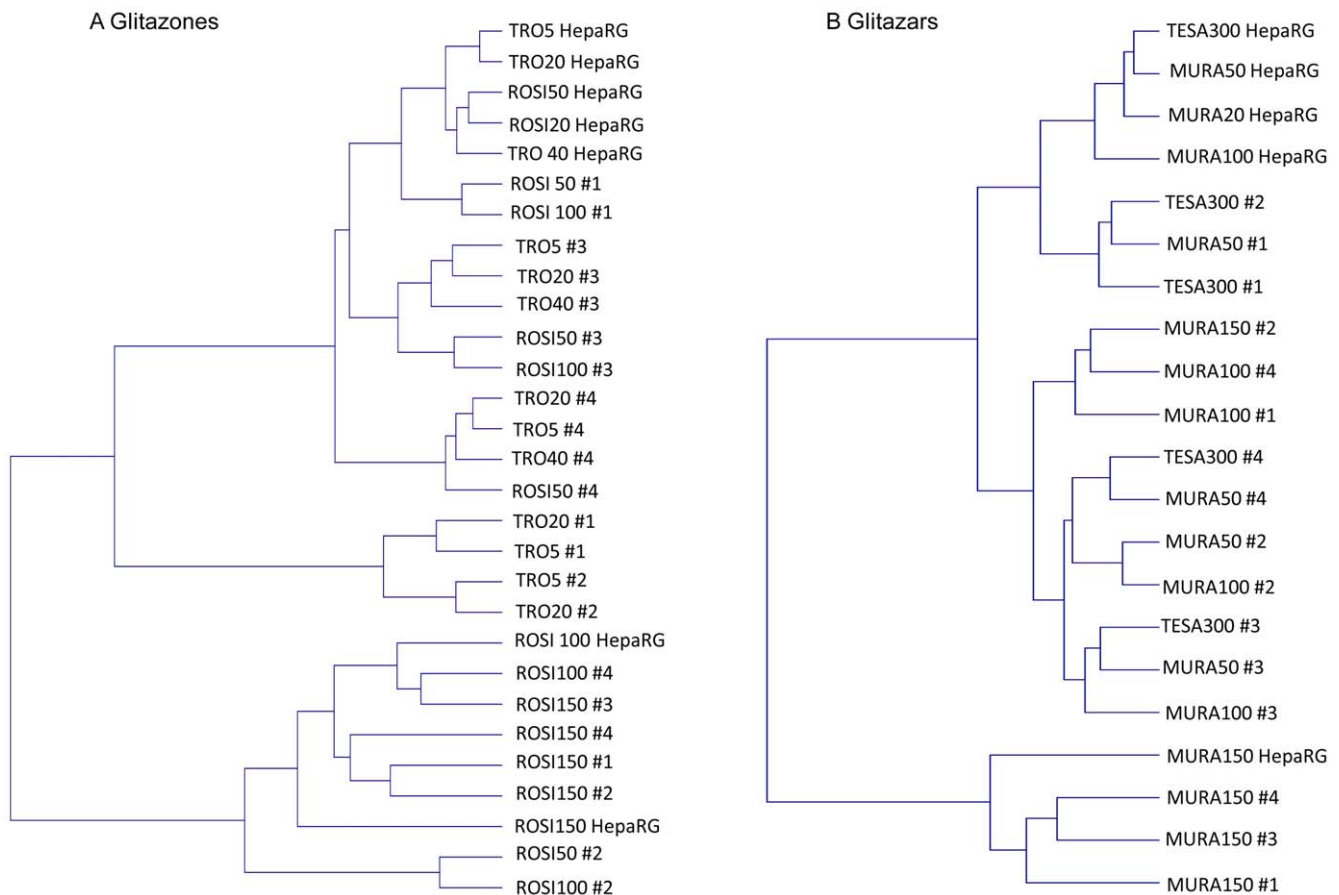 A Glitazones
TRO5 HepaRG
TRO20 HepaRG
ROSI50 HepaRG
ROSI20 HepaRG
TRO 40 HepaRG
ROSI 50 #1
ROSI 100 #1
TRO5 #3
TRO20 #3
TRO40 #3
ROSI50 #3
ROSI100 #3
TRO20 #4
TRO5 #4
TRO40 #4
ROSI50 #4
TRO20 #1
TRO5 #1
TRO5 #2
TRO20 #2
ROSI 100 HepaRG
ROSI100 #4
ROSI150 #3
ROSI150 #4
ROSI150 #1
ROSI150 #2
ROSI150 HepaRG
ROSI50 #2
ROSI100 #2
B Glitazars
TESA300 HepaRG
MURA50 HepaRG
MURA20 HepaRG
MURA100 HepaRG
TESA300 #2
MURA50 #1
TESA300 #1
MURA150 #2
MURA100 #4
MURA100 #1
TESA300 #4
MURA50 #4
MURA50 #2
MURA100 #2
TESA300 #3
MURA50 #3
MURA100 #3
MURA150 HepaRG
MURA150 #4
MURA150 #3
MURA150 #1